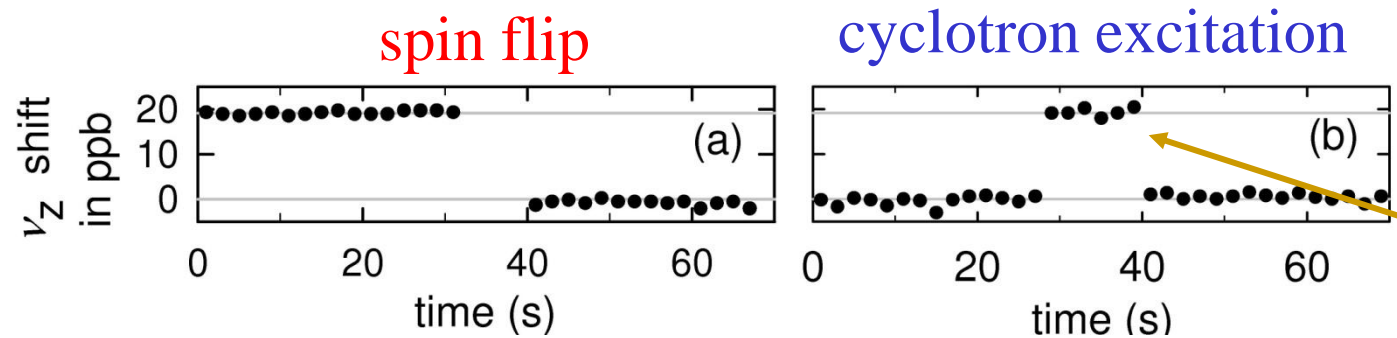 spin flip
cyclotron excitation
ν_z shift
in ppb
20
10
0
(a)
(b)
0 20 40 60
0 20 40 60
time (s)
time (s)